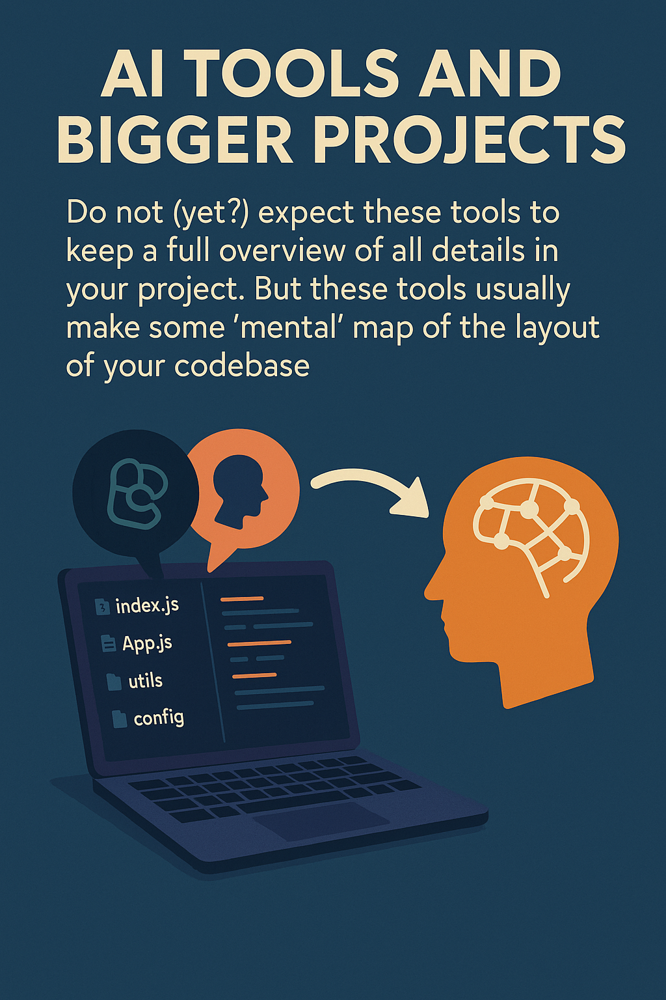 AI TOOLS AND
BIGGER PROJECTS
Do not (yet?) expect these tools to
keep a full overview of all details in
your project. But these tools usually
make some ‘mental’ map of the layout
of your codebase
index.js
App.js
utils
config